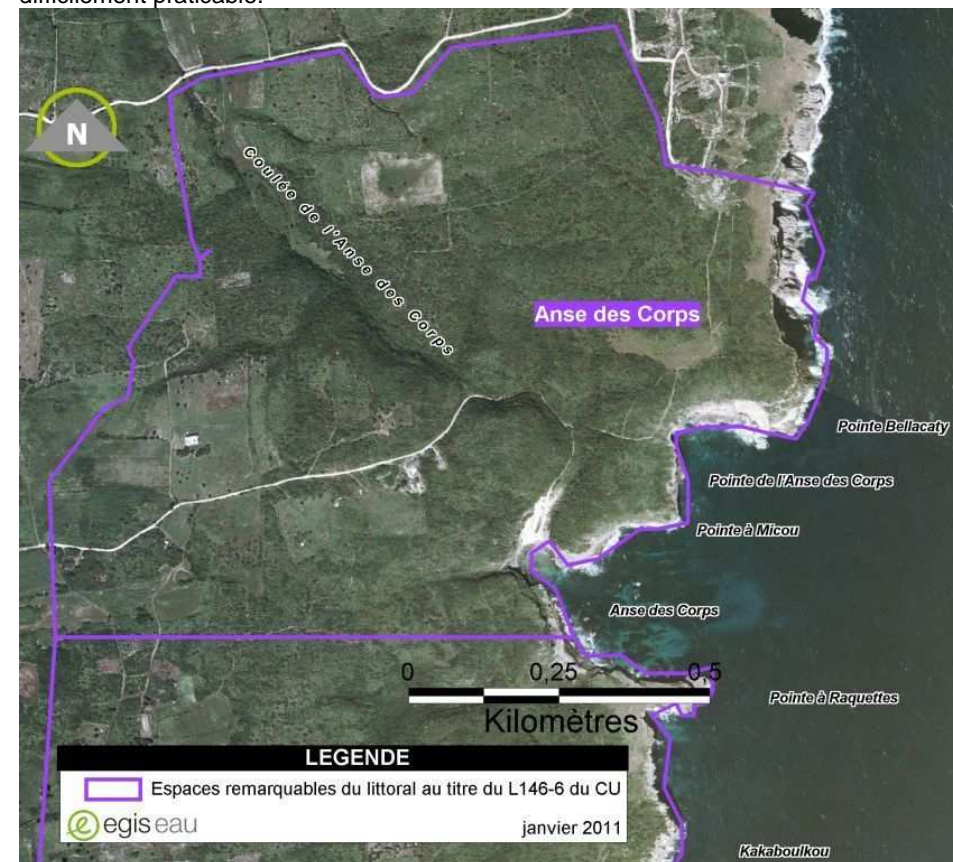 difficilement praticable.
N
Coulée de l'Anse des Corps
Anse des Corps
Pointe Bellacaty
Pointe de l'Anse des Corps
Pointe à Micou
Anse des Corps
0 0,25 0,5
Pointe à Raquettes
Kilomètres
LEGENDE
Espaces remarquables du littoral au titre du L146-6 du CU
e egis eau
janvier 2011
Kakaboulkou